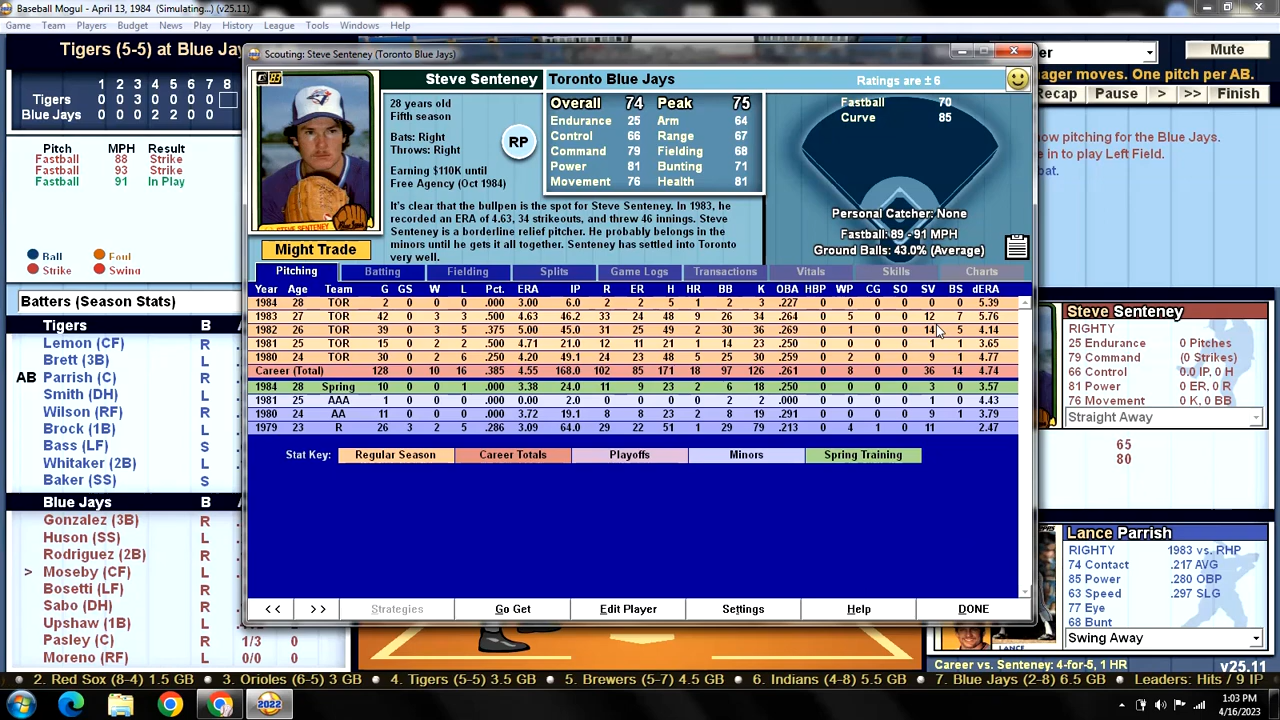 Baseball Mogul - April 13, 1984 (Simulating...) (v25.11)
Game Team Players Budget News Play History League Tools Windows Help
Tigers (5-5) at Blue Jay
1 2 3 4 5 6 7 8
Tigers 0 0 3 0 0 0 0
Blue Jays 0 0 0 2 2 0 0
Pitch MPH Result
Fastball 88 Strike
Fastball 93 Strike
Fastball 91 In Play
Ball Foul
Strike Swing
Batters (Season Stats)
Tigers B
Lemon (CF) L
Brett (3B) L
AB Parrish (C) R
Smith (DH) L
Wilson (RF) R
Brock (1B) L
Bass (LF) S
Whitaker (2B) L
Baker (SS) S
Blue Jays B
Gonzalez (3B) R
Huson (SS) L
Rodriguez (2B) R
> Moseby (CF) L
Bosetti (LF) R
Sabo (DH) R
Upshaw (1B) L
Pasley (C) R 1/3 0
Moreno (RF) L 0/0 0
Scouting: Steve Senteney (Toronto Blue Jays)
83
Steve Senteney
28 years old
Fifth season
Bats: Right
Throws: Right
Earning $110K until
Free Agency (Oct 1984)
RP
Toronto Blue Jays
Overall 74 Peak 75
Endurance 25 Arm 64
Control 66 Range 67
Command 79 Fielding 68
Power 81 Bunting 71
Movement 76 Health 81
Ratings are ± 6
Fastball 70
Curve 85
Personal Catcher: None
Fastball: 89 - 91 MPH
Ground Balls: 43.0% (Average)
It's clear that the bullpen is the spot for Steve Senteney. In 1983, he
recorded an ERA of 4.63, 34 strikeouts, and threw 46 innings. Steve
Senteney is a borderline relief pitcher. He probably belongs in the
minors until he gets it all together. Senteney has settled into Toronto
very well.
Might Trade
Pitching Batting Fielding Splits Game Logs Transactions Vitals Skills Charts
Year Age Team G GS W L Pct. ERA IP R ER H HR BB K OBA HBP WP CG SO SV BS dERA
1984 28 TOR 2 0 0 0 .000 3.00 6.0 2 2 5 1 2 3 .227 0 0 0 0 0 0 5.39
1983 27 TOR 42 0 3 3 .500 4.63 46.2 33 24 48 9 26 34 .264 0 5 0 0 12 7 5.76
1982 26 TOR 39 0 3 5 .375 5.00 45.0 31 25 49 2 30 36 .269 0 1 0 0 14 5 4.14
1981 25 TOR 15 0 2 2 .500 4.71 21.0 12 11 21 1 14 23 .247 0 0 0 0 1 1 3.65
1980 24 TOR 30 0 2 6 .250 4.20 49.1 24 23 48 5 25 30 .259 0 2 0 0 9 1 4.77
Career (Total) 128 0 10 16 .385 4.55 168.0 102 85 171 18 97 126 .260 0 8 0 0 36 14 4.74
1984 28 Spring 10 0 0 1 .000 3.38 24.0 11 9 23 2 6 18 .250 0 0 0 0 3 0 3.57
1981 25 AAA 1 0 0 0 .000 0.00 2.0 0 0 0 0 2 2 .000 0 0 0 0 1 0 4.43
1980 24 AA 11 0 0 0 .000 3.72 19.1 8 8 23 2 8 19 .291 0 0 0 0 9 1 3.79
1979 23 R 26 3 2 5 .286 3.09 64.0 29 22 51 1 29 79 .213 0 4 1 0 11 2.47
Stat Key: Regular Season Career Totals Playoffs Minors Spring Training
<< >> Strategies Go Get Edit Player Settings Help DONE
er Mute
nager moves. One pitch per AB.
Recap Pause > >> Finish
ow pitching for the Blue Jays.
e in to play Left Field.
bat.
Steve Senteney
RIGHTY
25 Endurance 0 Pitches
79 Command (0 Strikes)
66 Control 0 IP, 0 H
81 Power 0 ER, 0 R
76 Movement 0 K, 0 BB
Straight Away
65
80
Lance Parrish
RIGHTY 1983 vs. RHP
74 Contact .217 AVG
85 Power .280 OBP
63 Speed .297 SLG
77 Eye
68 Bunt
Swing Away
Career vs. Senteney: 4-for-5, 1 HR
v25.11
2. Red Sox (8-4) 1.5 GB 3. Orioles (6-5) 3 GB 4. Tigers (5-5) 3.5 GB 5. Brewers (5-7) 4.5 GB 6. Indians (4-8) 5.5 GB 7. Blue Jays (2-8) 6.5 GB Leaders: Hits / 9 IP
2022
1:03 PM
4/16/2023